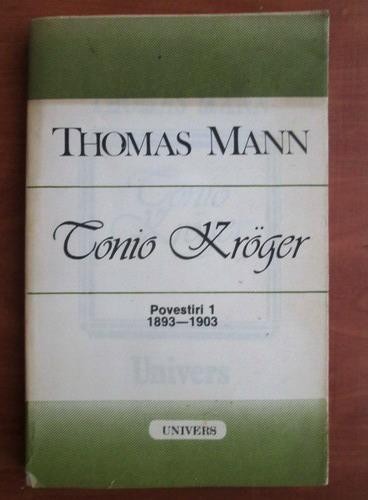 THOMAS MANN
Tonio Kröger
Povestiri 1
1893—1903
UNIVERS